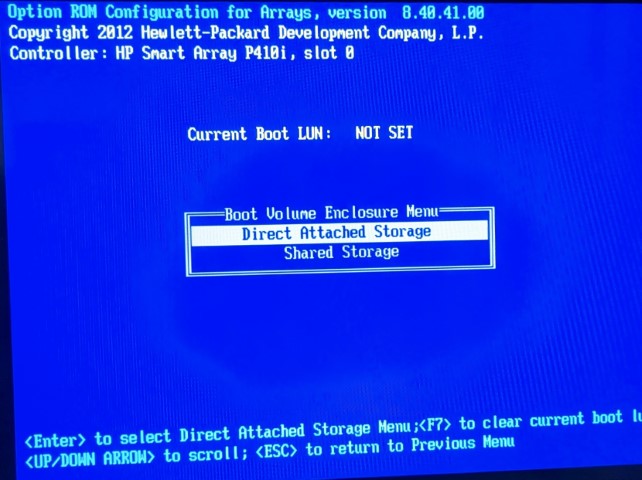 Option ROM Configuration for Arrays, version 8.40.41.00
Copyright 2012 Hewlett-Packard Development Company, L.P.
Controller: HP Smart Array P410i, slot 0
Current Boot LUN: NOT SET
Boot Volume Enclosure Menu
Direct Attached Storage
Shared Storage
<Enter> to select Direct Attached Storage Menu;<F7> to clear current boot lu
<UP/DOWN ARROW> to scroll; <ESC> to return to Previous Menu